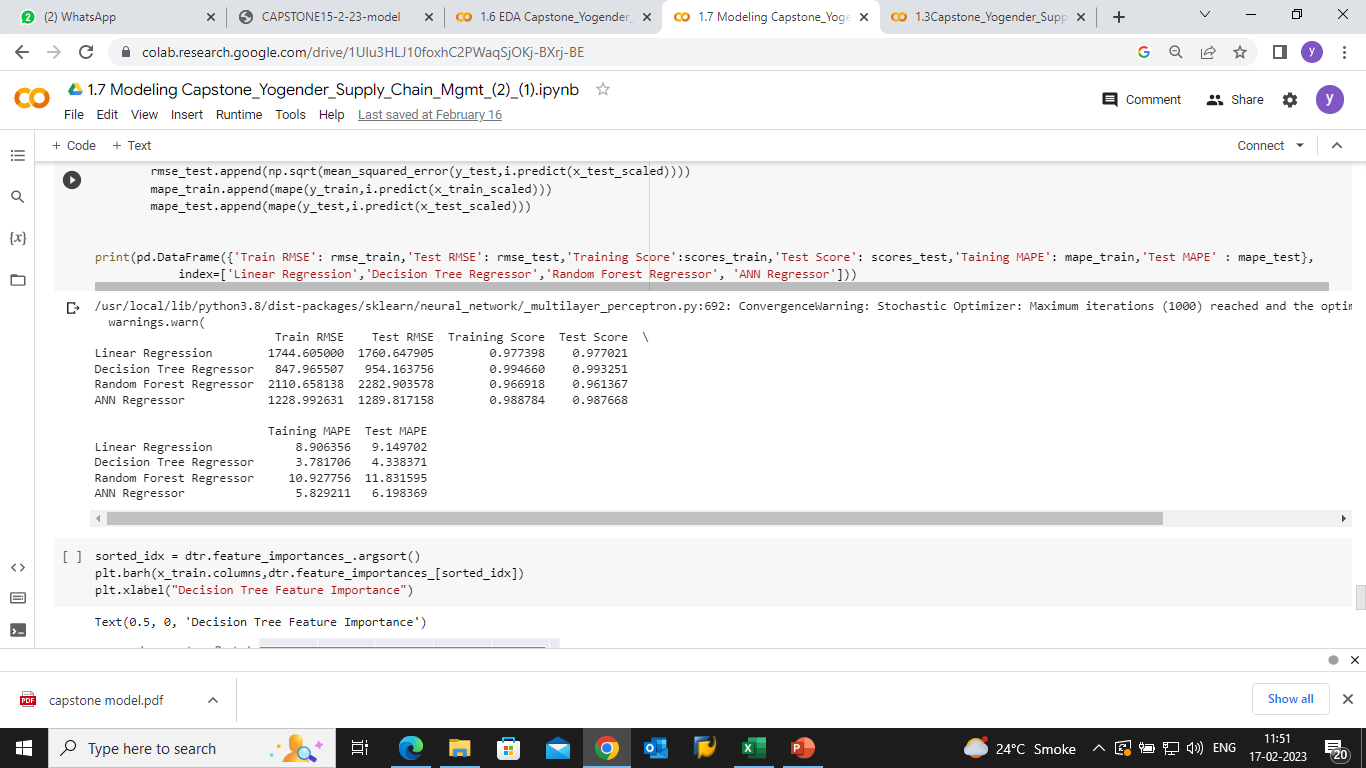 (2) WhatsApp
CAPSTONE15-2-23-model
1.6 EDA Capstone_Yogender_
1.7 Modeling Capstone_Yoge
1.3Capstone_Yogender_Supp
colab.research.google.com/drive/1UIu3HLJ10foxhC2PWaqSjOKj-BXrj-BE
y
1.7 Modeling Capstone_Yogender_Supply_Chain_Mgmt_(2)_(1).ipynb
File Edit View Insert Runtime Tools Help Last saved at February 16
Comment Share y
+ Code + Text
Connect
{x}
rmse_test.append(np.sqrt(mean_squared_error(y_test,i.predict(x_test_scaled))))
mape_train.append(mape(y_train,i.predict(x_train_scaled)))
mape_test.append(mape(y_test,i.predict(x_test_scaled)))
print(pd.DataFrame({'Train RMSE': rmse_train,'Test RMSE': rmse_test,'Training Score':scores_train,'Test Score': scores_test,'Taining MAPE': mape_train,'Test MAPE' : mape_test},
index=['Linear Regression','Decision Tree Regressor','Random Forest Regressor', 'ANN Regressor']))
/usr/local/lib/python3.8/dist-packages/sklearn/neural_network/_multilayer_perceptron.py:692: ConvergenceWarning: Stochastic Optimizer: Maximum iterations (1000) reached and the optim
warnings.warn(
Train RMSE Test RMSE Training Score Test Score \
Linear Regression 1744.605000 1760.647905 0.977398 0.977021
Decision Tree Regressor 847.965507 954.163756 0.994660 0.993251
Random Forest Regressor 2110.658138 2282.903578 0.966918 0.961367
ANN Regressor 1228.992631 1289.817158 0.988784 0.987668
Taining MAPE Test MAPE
Linear Regression 8.906356 9.149702
Decision Tree Regressor 3.781706 4.338371
Random Forest Regressor 10.927756 11.831595
ANN Regressor 5.829211 6.198369
[ ] sorted_idx = dtr.feature_importances_.argsort()
plt.barh(x_train.columns,dtr.feature_importances_[sorted_idx])
plt.xlabel("Decision Tree Feature Importance")
Text(0.5, 0, 'Decision Tree Feature Importance')
PDF capstone model.pdf
Show all
Type here to search
24°C Smoke
ENG
11:51
17-02-2023
20